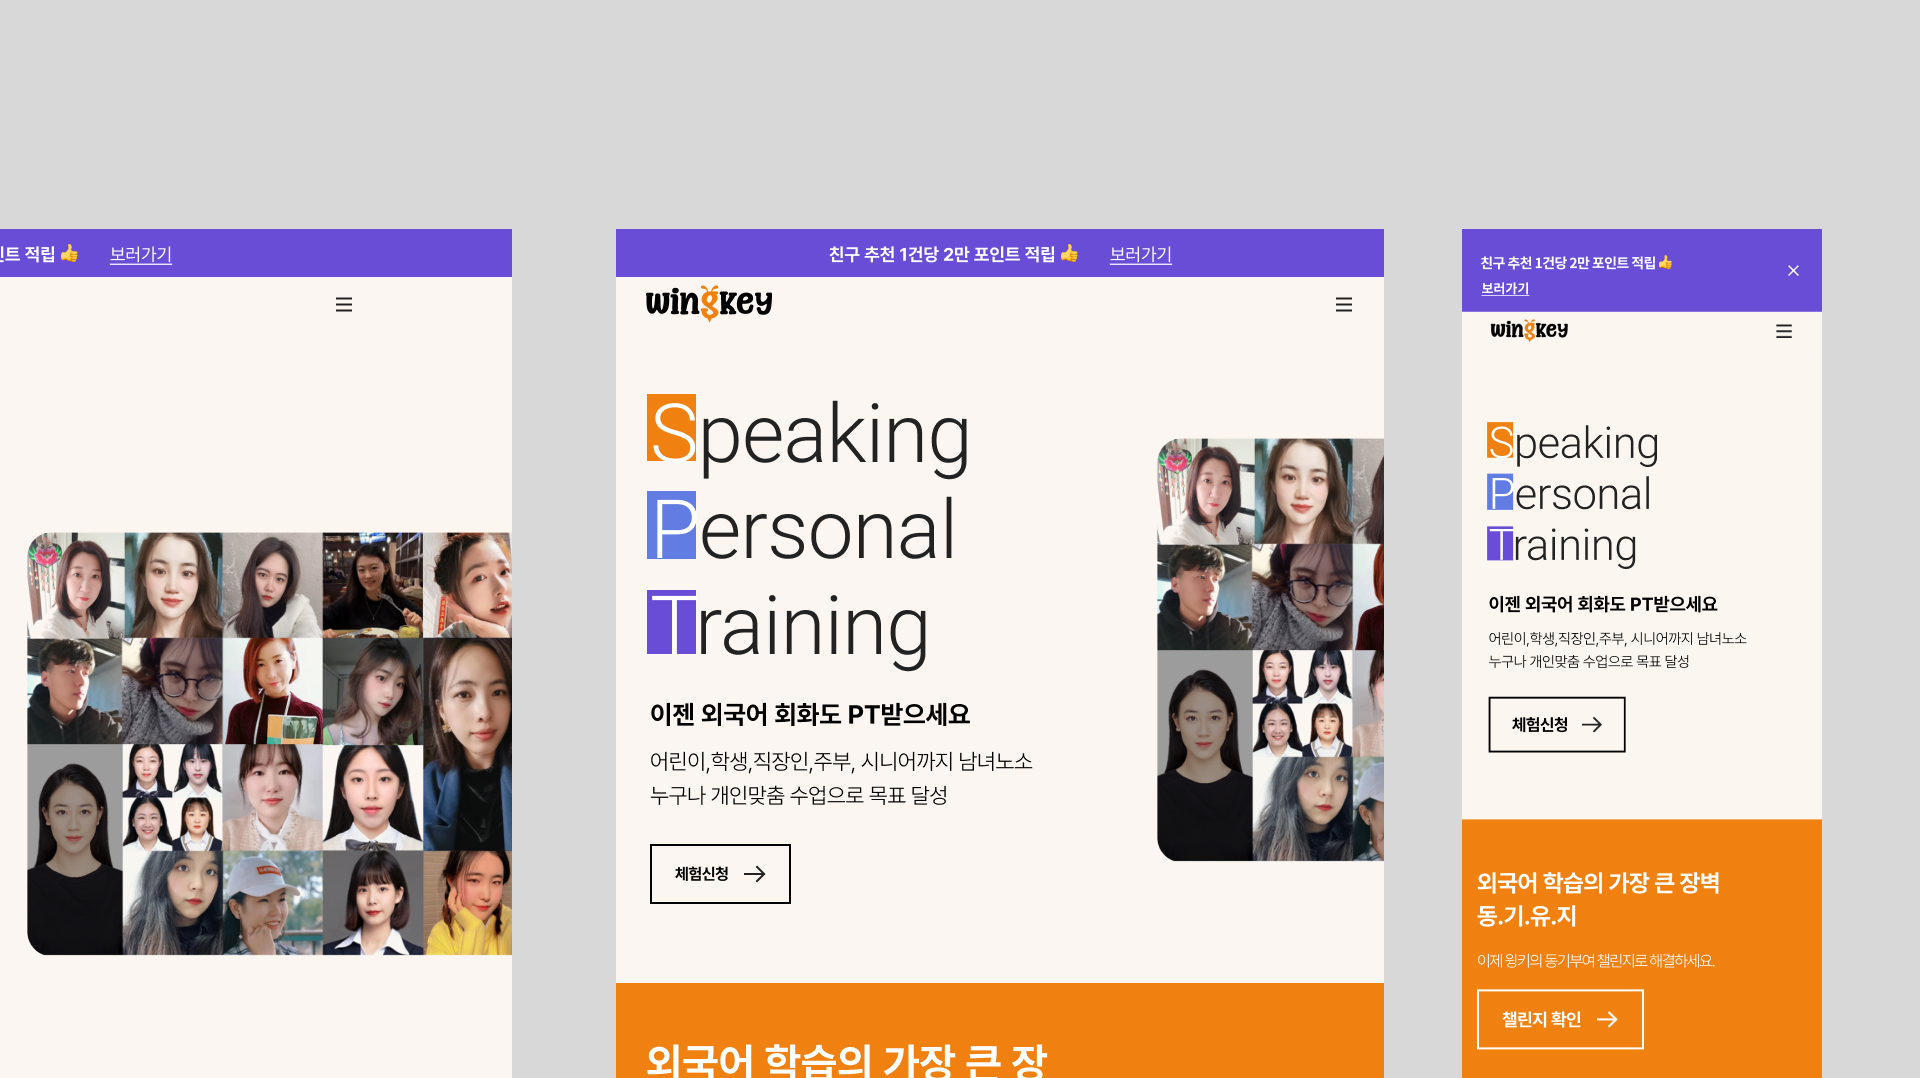 인트 적립👍 보러가기
친구 추천 1건당 2만 포인트 적립👍 보러가기
wingkey
Speaking
Personal
Training
이젠 외국어 회화도 PT받으세요
어린이,학생,직장인,주부, 시니어까지 남녀노소
누구나 개인맞춤 수업으로 목표 달성
체험신청
외국어 학습의 가장 큰 장
친구 추천 1건당 2만 포인트 적립👍
보러가기
wingkey
Speaking
Personal
Training
이젠 외국어 회화도 PT받으세요
어린이,학생,직장인,주부, 시니어까지 남녀노소
누구나 개인맞춤 수업으로 목표 달성
체험신청
외국어 학습의 가장 큰 장벽
동.기.유.지
이제 윙키의 동기부여 챌린지로 해결하세요.
챌린지 확인